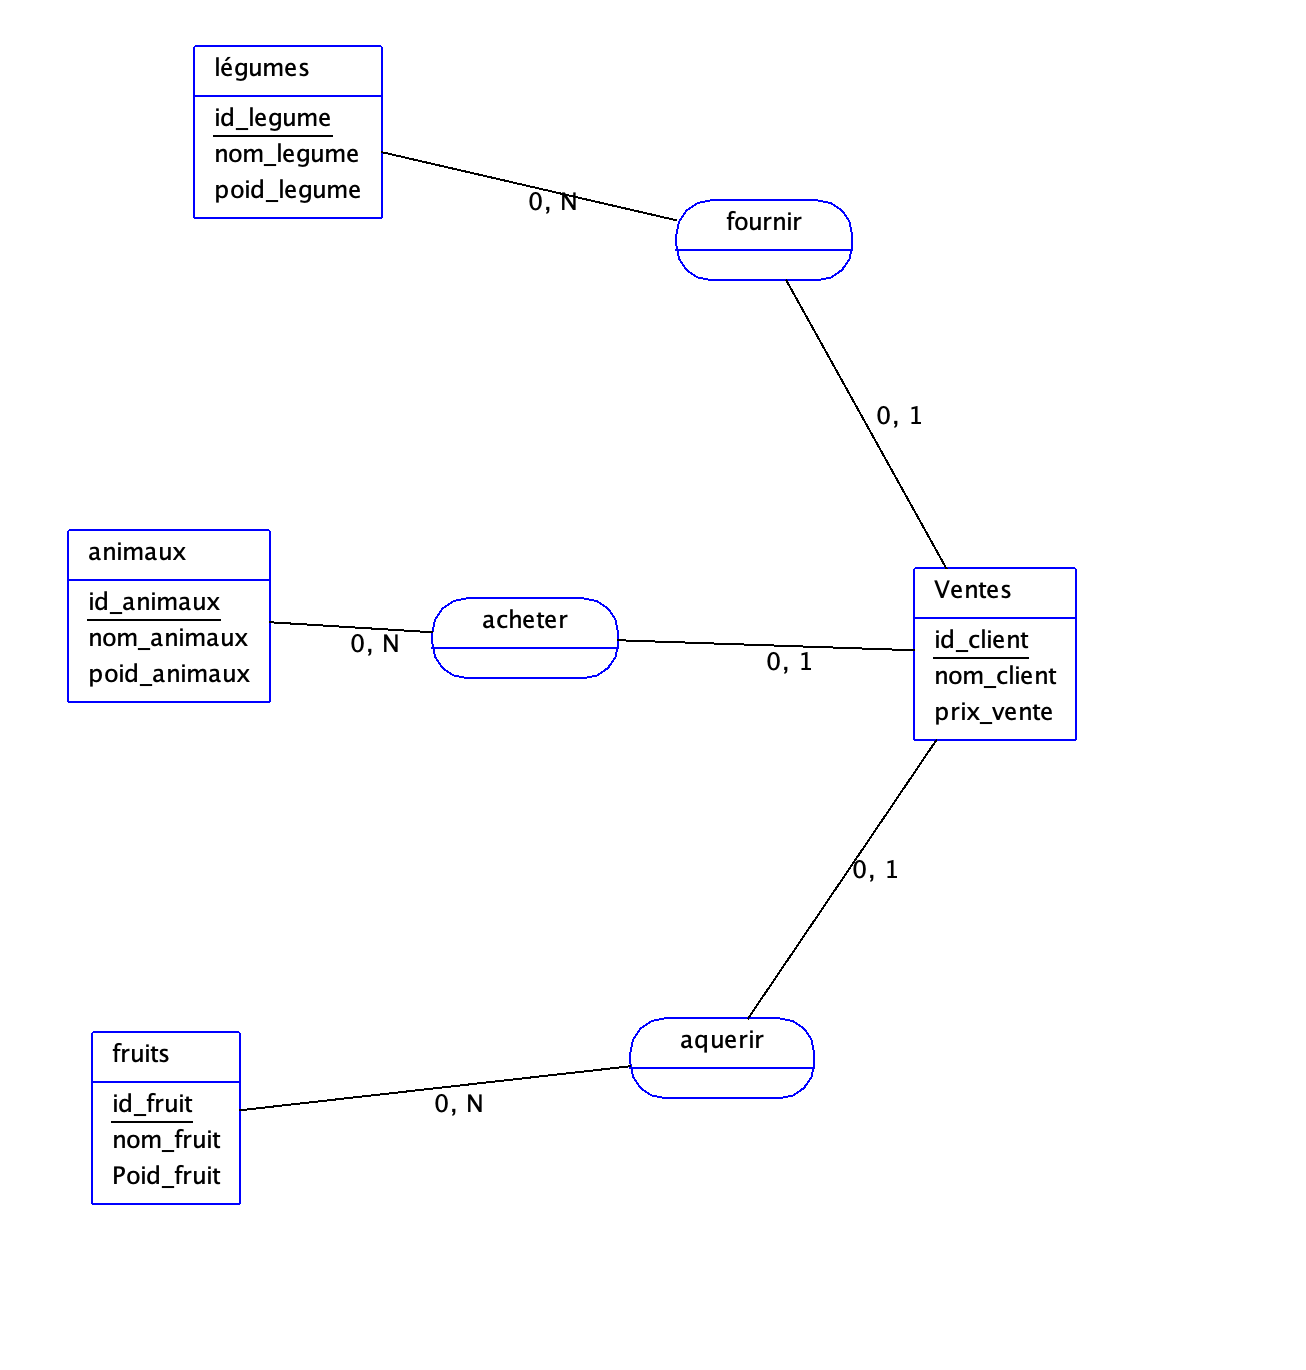 légumes
id_legume
nom_legume
poid_legume
0, N
fournir
0, 1
animaux
id_animaux
nom_animaux
poid_animaux
0, N
acheter
0, 1
Ventes
id_client
nom_client
prix_vente
0, 1
aquerir
fruits
id_fruit
nom_fruit
Poid_fruit
0, N